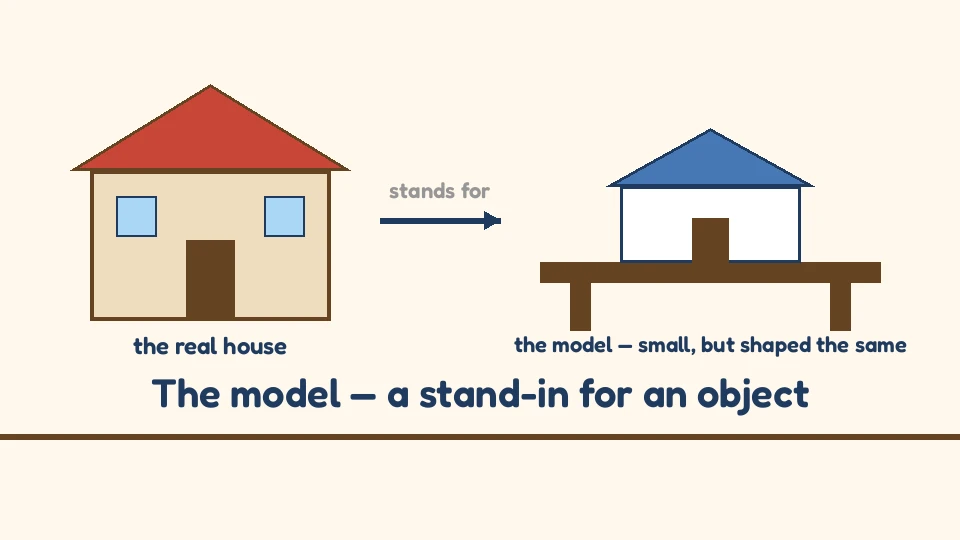 stands for
the real house
the model — small, but shaped the same
The model — a stand-in for an object